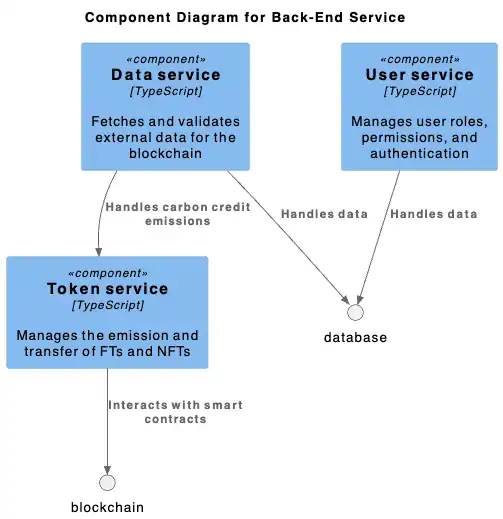 Component Diagram for Back-End Service
«component»
Data service
[TypeScript]
Fetches and validates
external data for the
blockchain
«component»
User service
[TypeScript]
Manages user roles,
permissions, and
authentication
Handles carbon credit
emissions
Handles data
Handles data
«component»
Token service
[TypeScript]
Manages the emission and
transfer of FTs and NFTs
database
Interacts with smart
contracts
blockchain